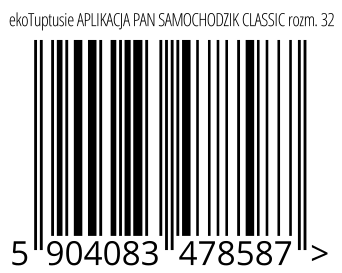 ekoTuptusie APLIKACJA PAN SAMOCHODZIK CLASSIC rozm. 32
5 904083 478587 >